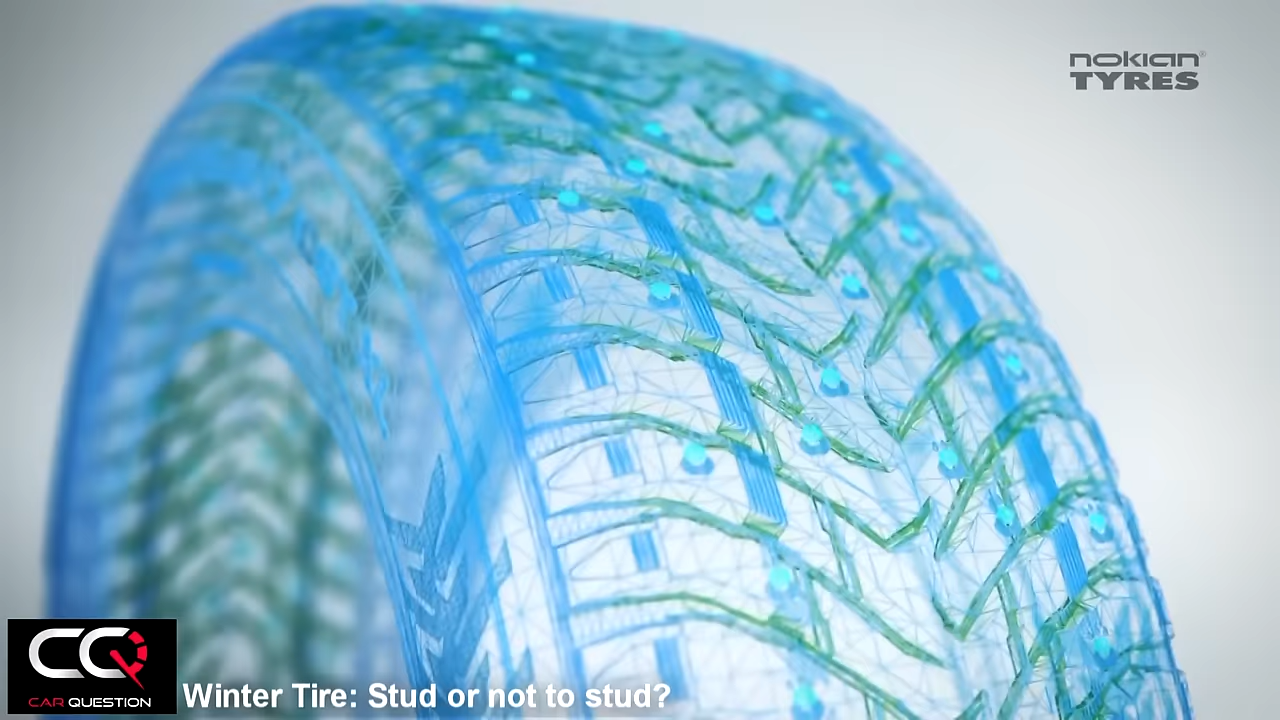 nokian®
TYRES
CQ
CAR QUESTION
Winter Tire: Stud or not to stud?